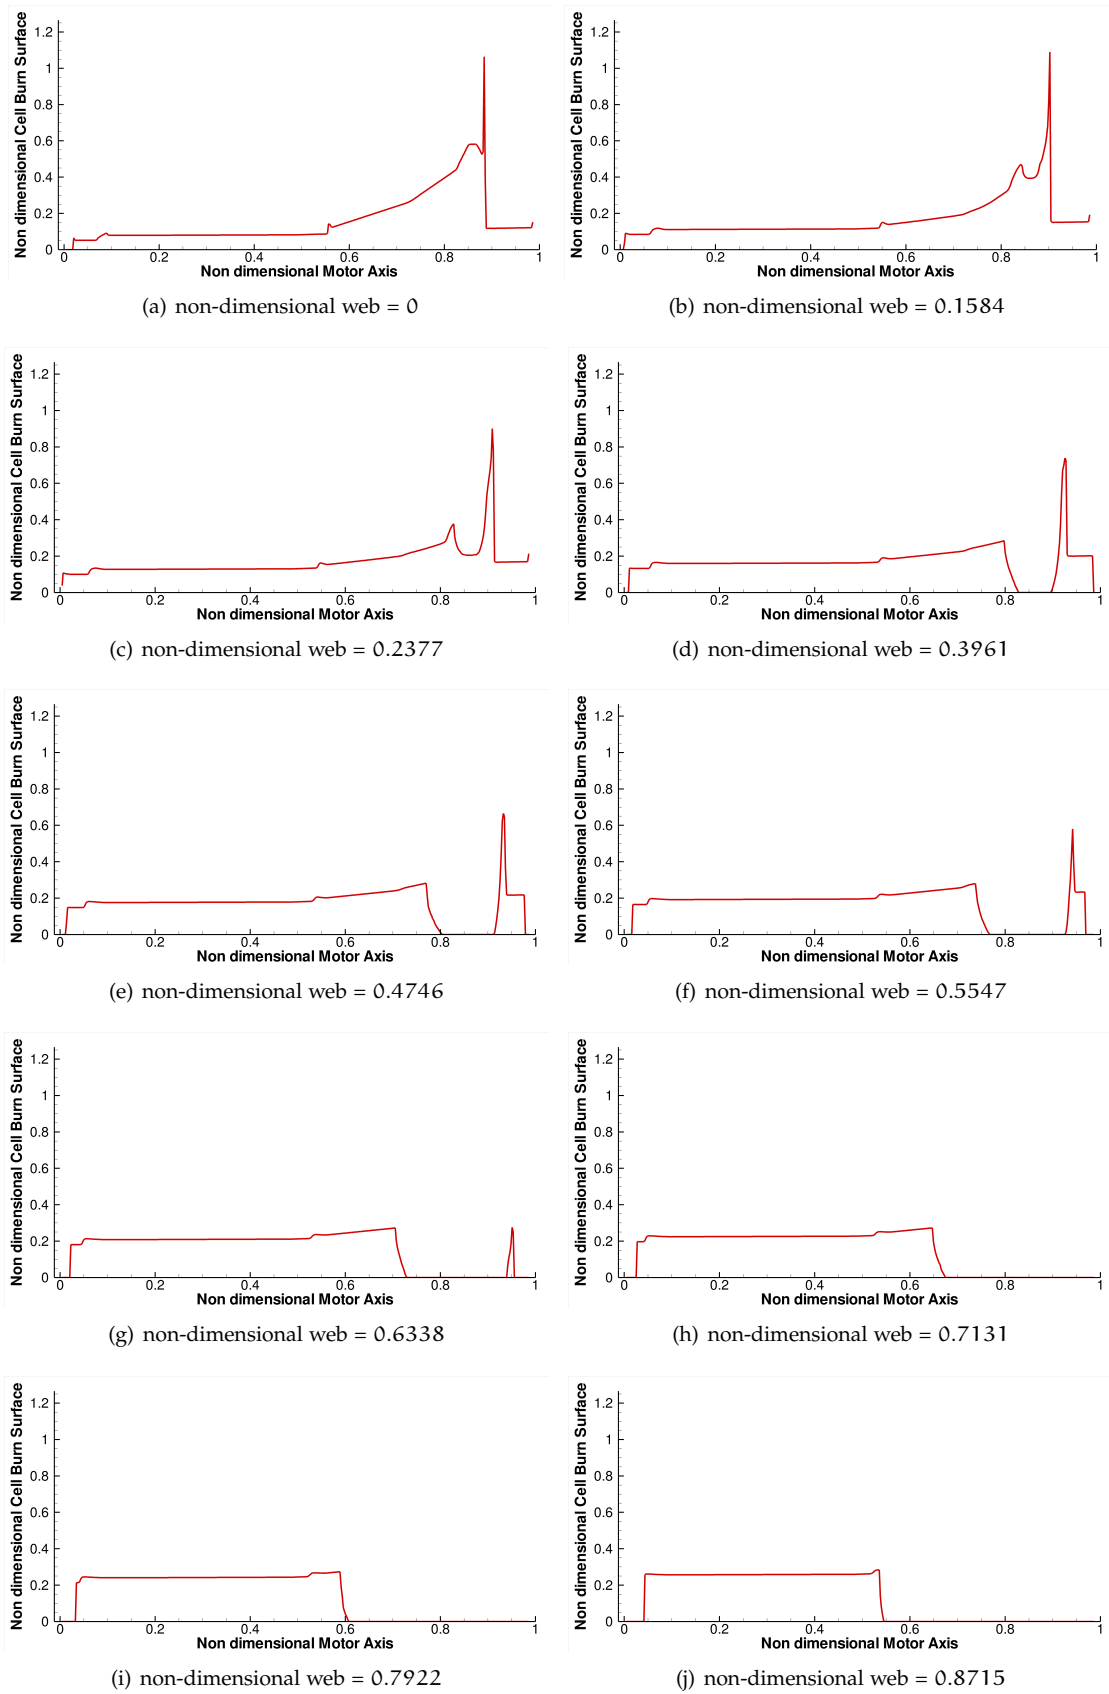 Non dimensional Cell Burn Surface
1.2
1
0.8
0.6
0.4
0.2
0
0 0.2 0.4 0.6 0.8 1
Non dimensional Motor Axis
(a) non-dimensional web = 0
Non dimensional Cell Burn Surface
1.2
1
0.8
0.6
0.4
0.2
0
0 0.2 0.4 0.6 0.8 1
Non dimensional Motor Axis
(b) non-dimensional web = 0.1584
Non dimensional Cell Burn Surface
1.2
1
0.8
0.6
0.4
0.2
0
0 0.2 0.4 0.6 0.8 1
Non dimensional Motor Axis
(c) non-dimensional web = 0.2377
Non dimensional Cell Burn Surface
1.2
1
0.8
0.6
0.4
0.2
0
0 0.2 0.4 0.6 0.8 1
Non dimensional Motor Axis
(d) non-dimensional web = 0.3961
Non dimensional Cell Burn Surface
1.2
1
0.8
0.6
0.4
0.2
0
0 0.2 0.4 0.6 0.8 1
Non dimensional Motor Axis
(e) non-dimensional web = 0.4746
Non dimensional Cell Burn Surface
1.2
1
0.8
0.6
0.4
0.2
0
0 0.2 0.4 0.6 0.8 1
Non dimensional Motor Axis
(f) non-dimensional web = 0.5547
Non dimensional Cell Burn Surface
1.2
1
0.8
0.6
0.4
0.2
0
0 0.2 0.4 0.6 0.8 1
Non dimensional Motor Axis
(g) non-dimensional web = 0.6338
Non dimensional Cell Burn Surface
1.2
1
0.8
0.6
0.4
0.2
0
0 0.2 0.4 0.6 0.8 1
Non dimensional Motor Axis
(h) non-dimensional web = 0.7131
Non dimensional Cell Burn Surface
1.2
1
0.8
0.6
0.4
0.2
0
0 0.2 0.4 0.6 0.8 1
Non dimensional Motor Axis
(i) non-dimensional web = 0.7922
Non dimensional Cell Burn Surface
1.2
1
0.8
0.6
0.4
0.2
0
0 0.2 0.4 0.6 0.8 1
Non dimensional Motor Axis
(j) non-dimensional web = 0.8715